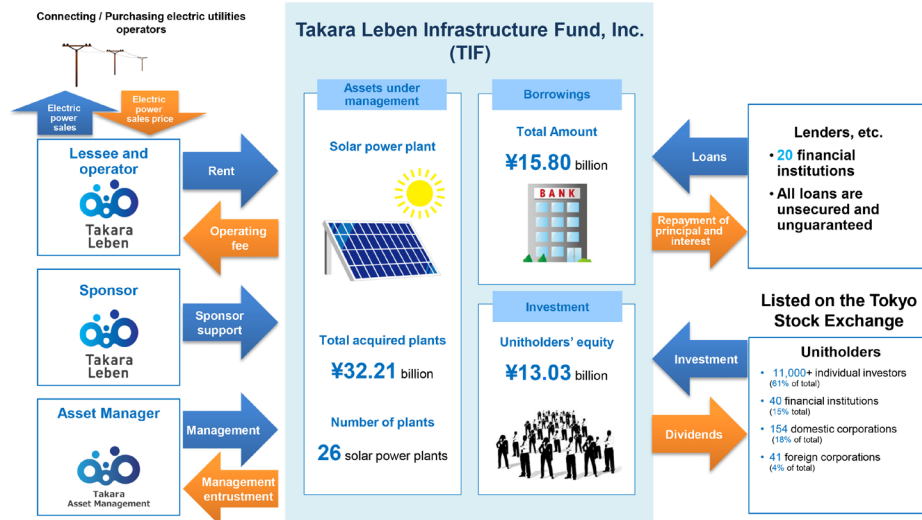 Connecting / Purchasing electric utilities
operators
Electric
power
sales
Electric
power
sales price
Lessee and
operator
Takara
Leben
Rent
Operating
fee
Sponsor
Takara
Leben
Sponsor
support
Asset Manager
Takara
Asset Management
Management
Management
entrustment
Takara Leben Infrastructure Fund, Inc.
(TIF)
Assets under
management
Solar power plant
Total acquired plants
¥32.21 billion
Number of plants
26 solar power plants
Borrowings
Total Amount
¥15.80 billion
BANK
Investment
Unitholders' equity
¥13.03 billion
Loans
Repayment of
principal and
interest
Lenders, etc.
• 20 financial
institutions
• All loans are
unsecured and
unguaranteed
Listed on the Tokyo
Stock Exchange
Investment
Dividends
Unitholders
• 11,000+ individual investors
(61% of total)
• 40 financial institutions
(15% total)
• 154 domestic corporations
(18% of total)
• 41 foreign corporations
(4% of total)